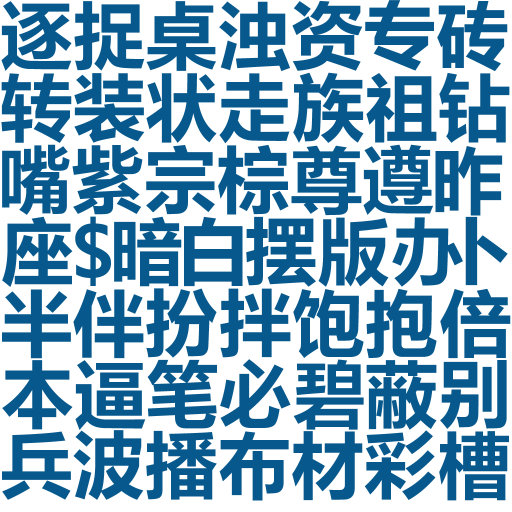 逐捉桌浊资专砖
转装状走族祖钻
嘴紫宗棕尊遵昨
座$暗白摆版办卜
半伴扮拌饱抱倍
本逼笔必碧蔽别
兵波播布材彩槽